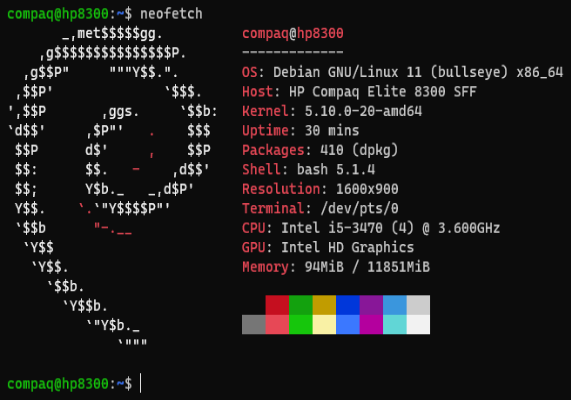 compaq@hp8300:~$ neofetch
       _,met$$$$$gg.          compaq@hp8300
    ,g$$$$$$$$$$$$$$$P.       -------------
  ,g$$P"     """Y$$.".        OS: Debian GNU/Linux 11 (bullseye) x86_64
 ,$$P'              `$$$.     Host: HP Compaq Elite 8300 SFF
',$$P       ,ggs.     `$$b:   Kernel: 5.10.0-20-amd64
`d$$'     ,$P"'   .    $$$    Uptime: 30 mins
 $$P      d$'     ,    $$P    Packages: 410 (dpkg)
 $$:      $$.   -    ,d$$'    Shell: bash 5.1.4
 $$;      Y$b._   _,d$P'      Resolution: 1600x900
 Y$$.    `.`"Y$$$$P"'         Terminal: /dev/pts/0
 `$$b      "-.__              CPU: Intel i5-3470 (4) @ 3.600GHz
  `Y$$                        GPU: Intel HD Graphics
   `Y$$.                      Memory: 94MiB / 11851MiB
     `$$b.
       `Y$$b.
          `"Y$b._
              `"""
compaq@hp8300:~$